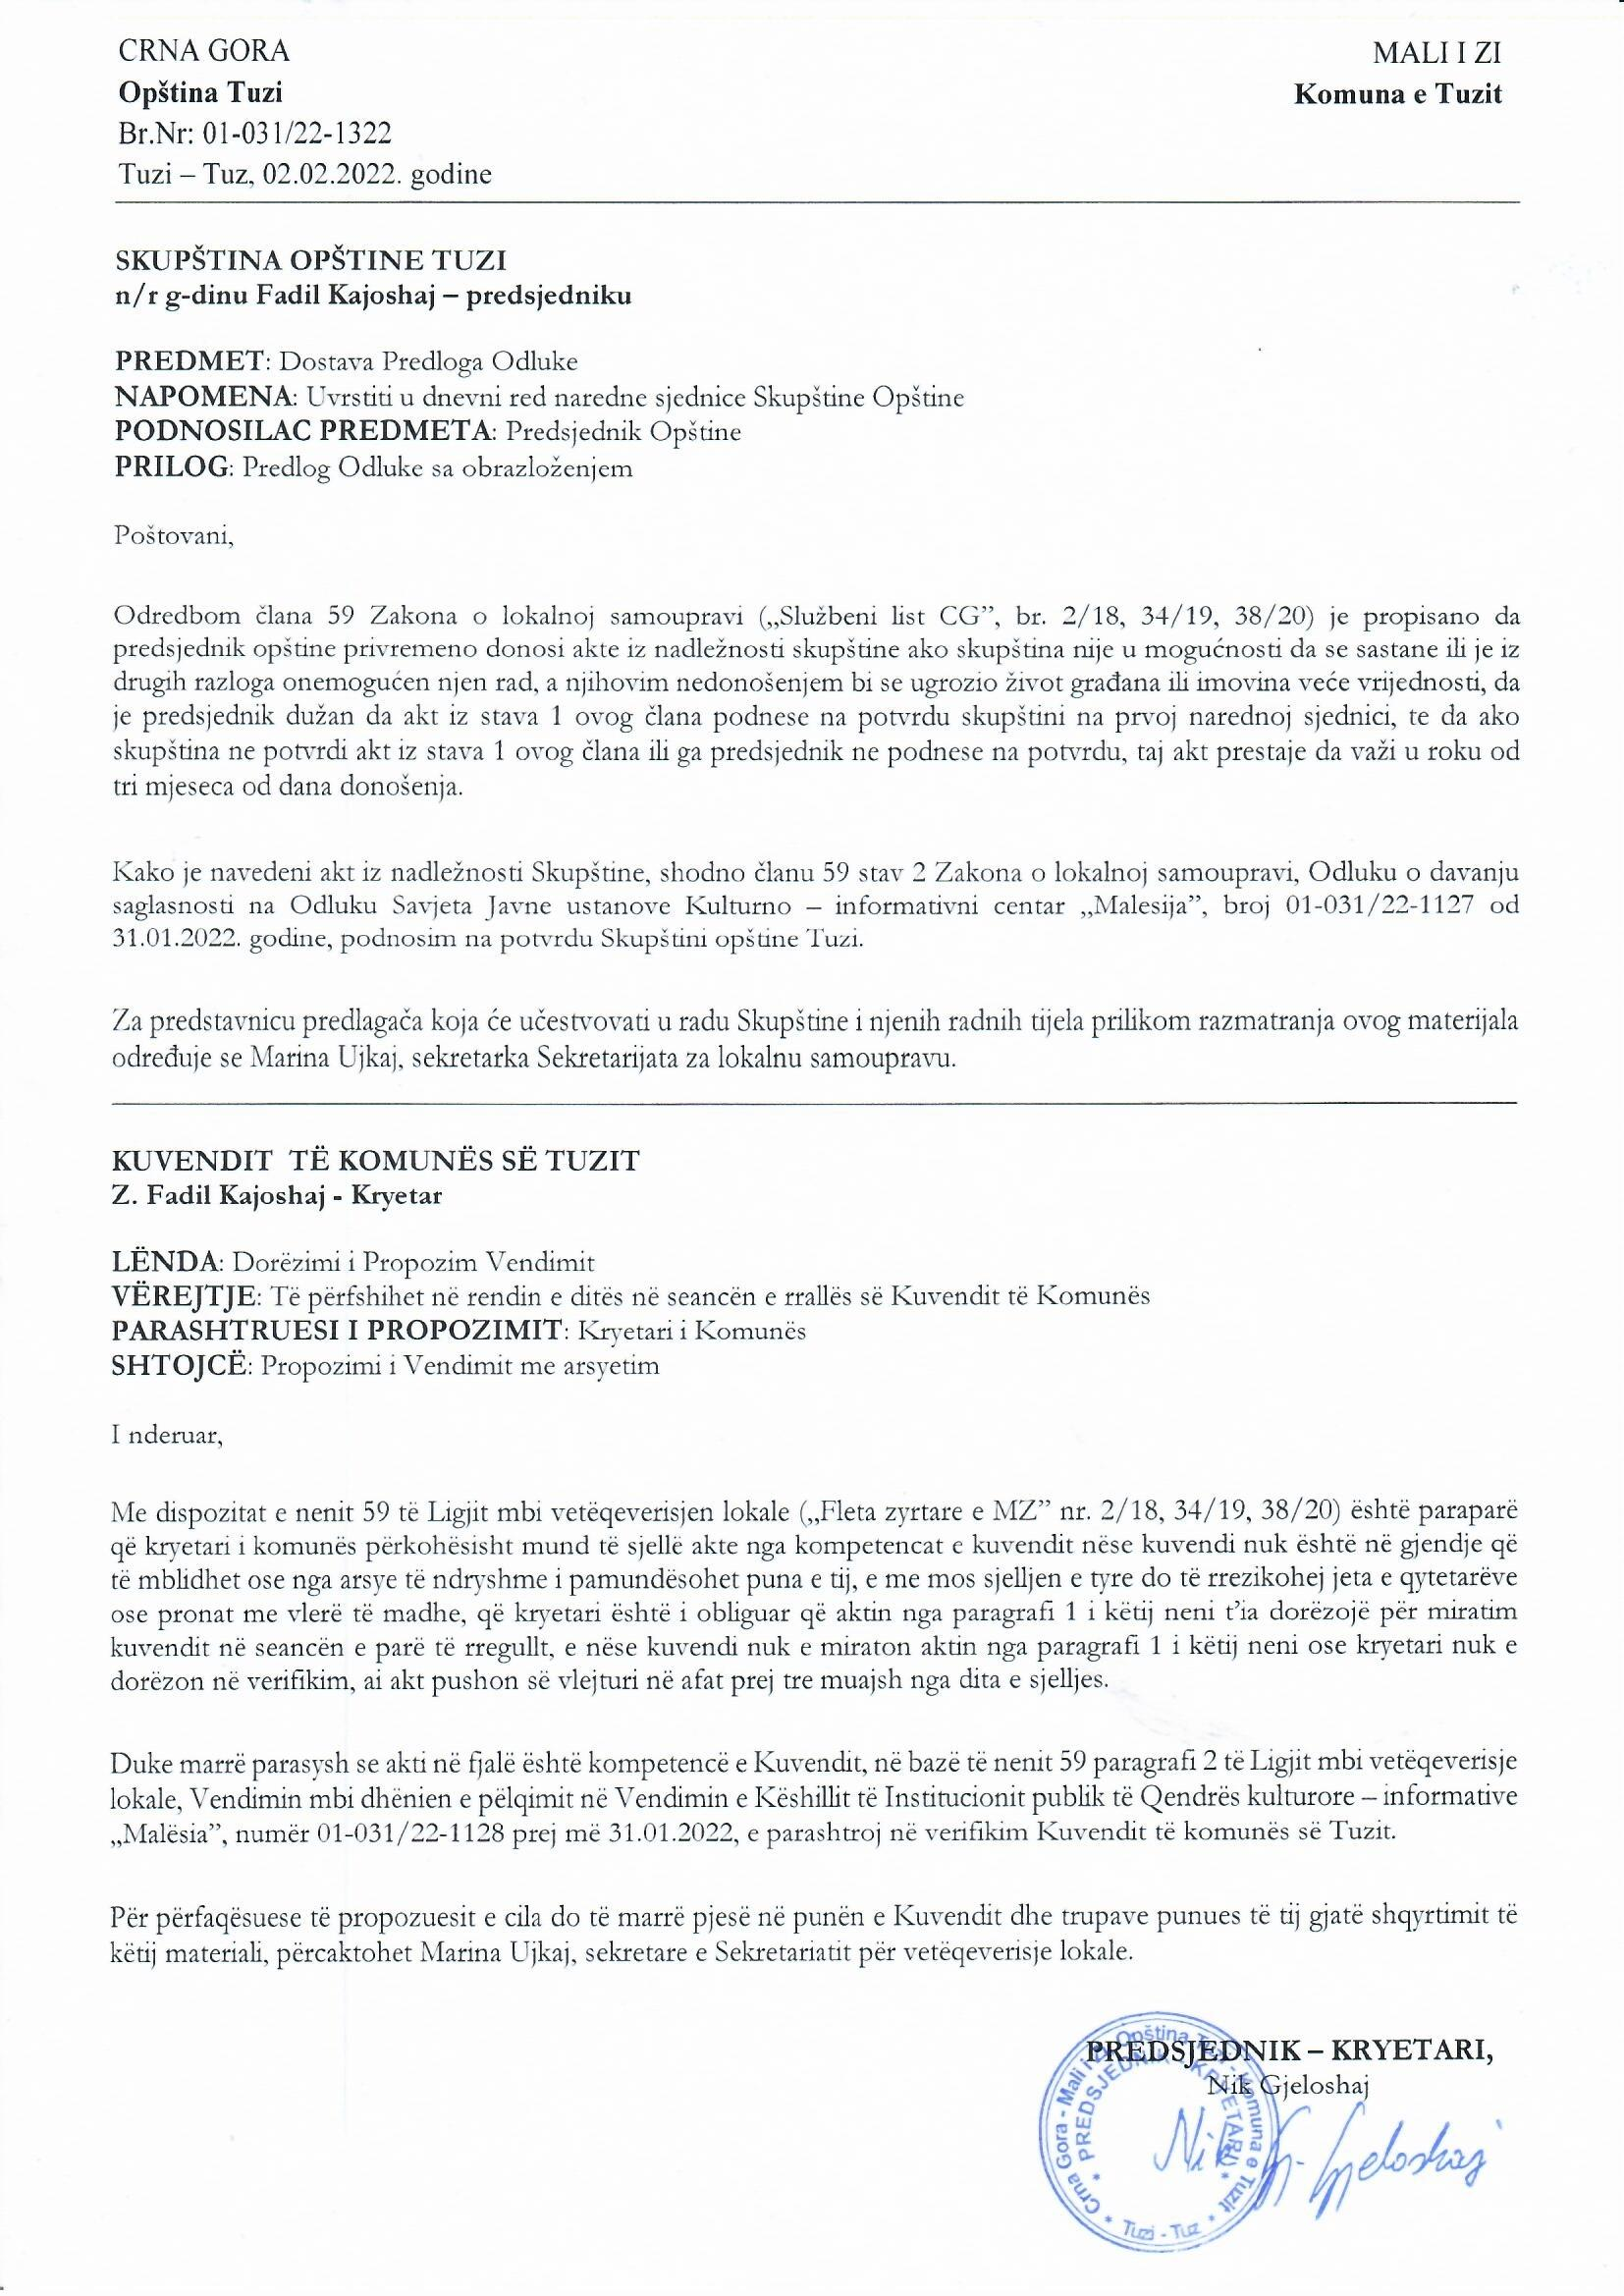 CRNA GORA
Opština Tuzi
Br.Nr: 01-031/22-1322
Tuzi – Tuz, 02.02.2022. godine
MALI I ZI
Komuna e Tuzit
SKUPŠTINA OPŠTINE TUZI
n/r g-dinu Fadil Kajoshaj – predsjedniku
PREDMET: Dostava Predloga Odluke
NAPOMENA: Uvrstiti u dnevni red naredne sjednice Skupštine Opštine
PODNOSILAC PREDMETA: Predsjednik Opštine
PRILOG: Predlog Odluke sa obrazloženjem
Poštovani,
Odredbom člana 59 Zakona o lokalnoj samoupravi („Službeni list CG”, br. 2/18, 34/19, 38/20) je propisano da
predsjednik opštine privremeno donosi akte iz nadležnosti skupštine ako skupština nije u mogućnosti da se sastane ili je iz
drugih razloga onemogućen njen rad, a njihovim nedonošenjem bi se ugrozio život građana ili imovina veće vrijednosti, da
je predsjednik dužan da akt iz stava 1 ovog člana podnese na potvrdu skupštini na prvoj narednoj sjednici, te da ako
skupština ne potvrdi akt iz stava 1 ovog člana ili ga predsjednik ne podnese na potvrdu, taj akt prestaje da važi u roku od
tri mjeseca od dana donošenja.
Kako je navedeni akt iz nadležnosti Skupštine, shodno članu 59 stav 2 Zakona o lokalnoj samoupravi, Odluku o davanju
saglasnosti na Odluku Savjeta Javne ustanove Kulturno – informativni centar „Malesija”, broj 01-031/22-1127 od
31.01.2022. godine, podnosim na potvrdu Skupštini opštine Tuzi.
Za predstavnicu predlagača koja će učestvovati u radu Skupštine i njenih radnih tijela prilikom razmatranja ovog materijala
određuje se Marina Ujkaj, sekretarka Sekretarijata za lokalnu samoupravu.
KUVENDIT TË KOMUNËS SË TUZIT
Z. Fadil Kajoshaj - Kryetar
LËNDA: Dorëzimi i Propozim Vendimit
VËREJTJE: Të përfshihet në rendin e ditës në seancën e rrallës së Kuvendit të Komunës
PARASHTRUESI I PROPOZIMIT: Kryetari i Komunës
SHTOJCË: Propozimi i Vendimit me arsyetim
I nderuar,
Me dispozitat e nenit 59 të Ligjit mbi vetëqeverisjen lokale („Fleta zyrtare e MZ” nr. 2/18, 34/19, 38/20) është paraparë
që kryetari i komunës përkohësisht mund të sjellë akte nga kompetencat e kuvendit nëse kuvendi nuk është në gjendje që
të mblidhet ose nga arsye të ndryshme i pamundësohet puna e tij, e me mos sjelljen e tyre do të rrezikohej jeta e qytetarëve
ose pronat me vlerë të madhe, që kryetari është i obliguar që aktin nga paragrafi 1 i këtij neni t’ia dorëzojë për miratim
kuvendit në seancën e parë të rregullt, e nëse kuvendi nuk e miraton aktin nga paragrafi 1 i këtij neni ose kryetari nuk e
dorëzon në verifikim, ai akt pushon së vlejturi në afat prej tre muajsh nga dita e sjelljes.
Duke marrë parasysh se akti në fjalë është kompetencë e Kuvendit, në bazë të nenit 59 paragrafi 2 të Ligjit mbi vetëqeverisje
lokale, Vendimin mbi dhënien e pëlqimit në Vendimin e Këshillit të Institucionit publik të Qendrës kulturore – informative
„Malësia”, numër 01-031/22-1128 prej më 31.01.2022, e parashtroj në verifikim Kuvendit të komunës së Tuzit.
Për përfaqësuese të propozuesit e cila do të marrë pjesë në punën e Kuvendit dhe trupave punues të tij gjatë shqyrtimit të
këtij materiali, përcaktohet Marina Ujkaj, sekretare e Sekretariatit për vetëqeverisje lokale.
PREDSJEDNIK – KRYETARI,
Nik Gjeloshaj
Crna Gora - Mali i Zi Opština Tuzi - Komuna e Tuzit
PREDSJEDNIK - KRYETARI
Tuzi - Tuz
Nik Gjeloshaj